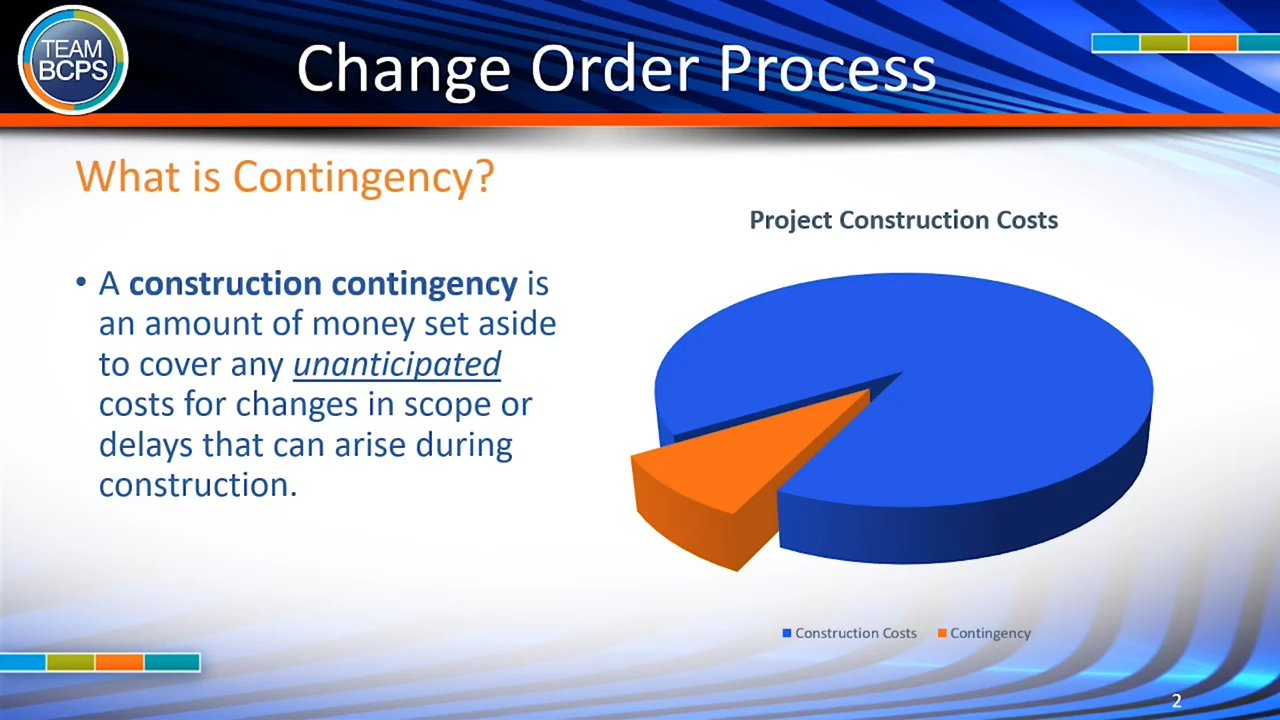 TEAM
BCPS
Change Order Process
What is Contingency?
• A construction contingency is
an amount of money set aside
to cover any unanticipated
costs for changes in scope or
delays that can arise during
construction.
Project Construction Costs
Construction Costs
Contingency
2